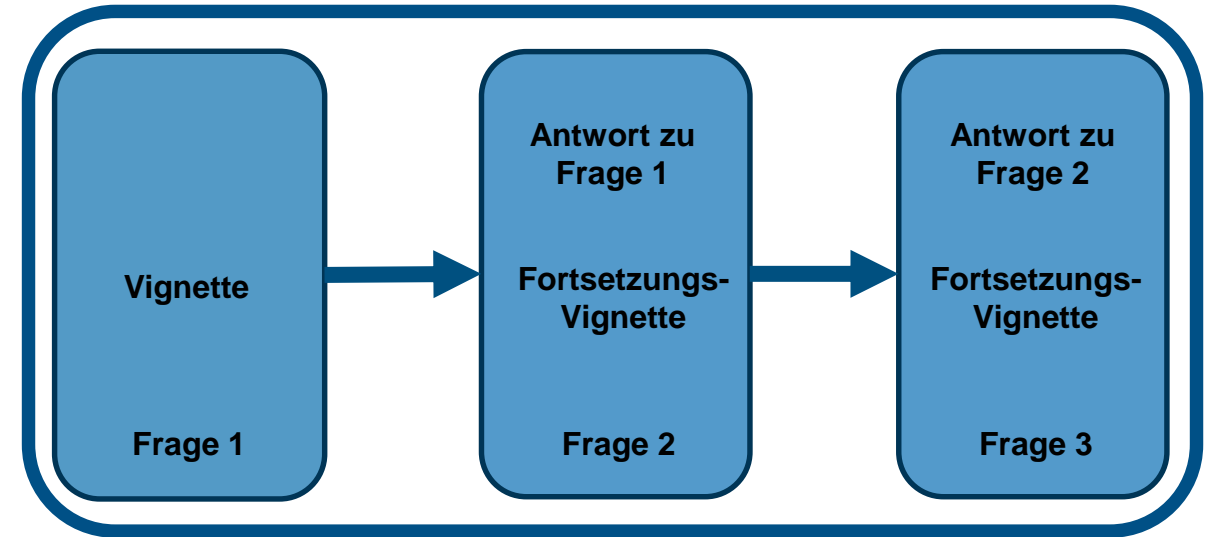 Vignette
Frage 1
Antwort zu
Frage 1
Fortsetzungs-
Vignette
Frage 2
Antwort zu
Frage 2
Fortsetzungs-
Vignette
Frage 3